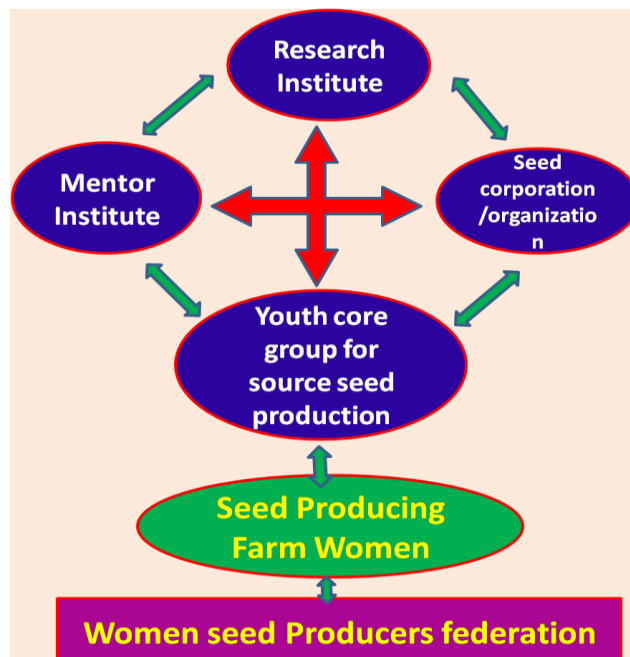 Research
Institute
Mentor
Institute
Seed
corporation
/organizatio
n
Youth core
group for
source seed
production
Seed Producing
Farm Women
Women seed Producers federation